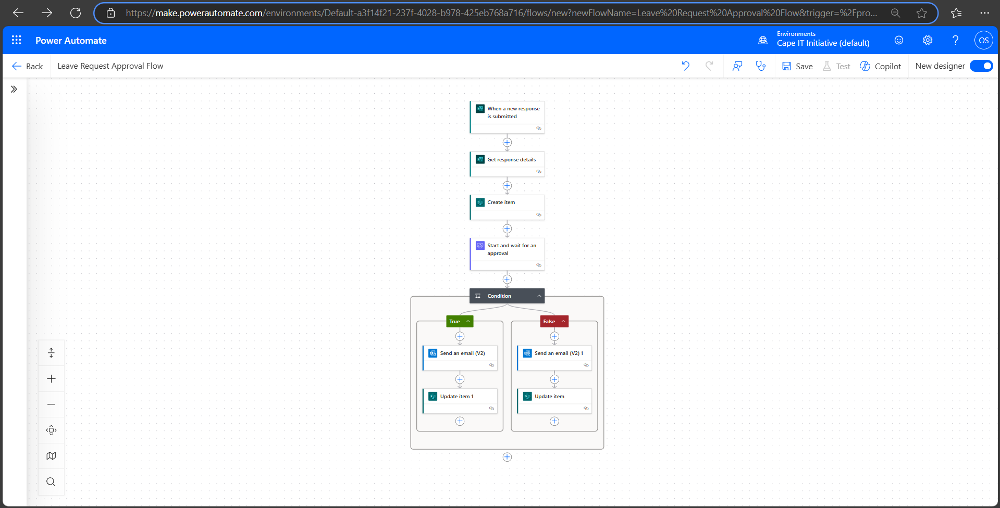 https://make.powerautomate.com/environments/Default-a3f14f21-237f-4028-b978-425eb768a716/flows/new?newFlowName=Leave%20Request%20Approval%20Flow&trigger=%2Fpro...
Power Automate
Environments
Cape IT Initiative (default)
?
OS
Back
Leave Request Approval Flow
Save
Test
Copilot
New designer
When a new response
is submitted
Get response details
Create item
Start and wait for an
approval
Condition
True
False
Send an email (V2)
Send an email (V2) 1
Update item 1
Update item